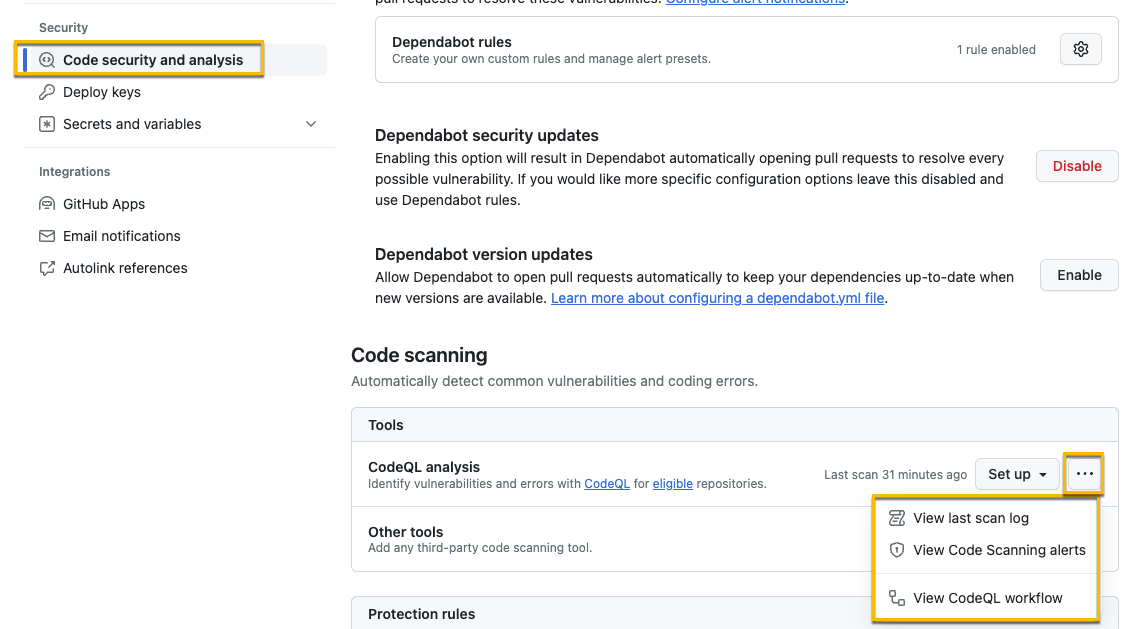 Security
Code security and analysis
Deploy keys
Secrets and variables
Integrations
GitHub Apps
Email notifications
Autolink references
pull requests to resolve these vulnerabilities. Configure alert notifications.
Dependabot rules
Create your own custom rules and manage alert presets.
1 rule enabled
Dependabot security updates
Enabling this option will result in Dependabot automatically opening pull requests to resolve every
possible vulnerability. If you would like more specific configuration options leave this disabled and
use Dependabot rules.
Disable
Dependabot version updates
Allow Dependabot to open pull requests automatically to keep your dependencies up-to-date when
new versions are available. Learn more about configuring a dependabot.yml file.
Enable
Code scanning
Automatically detect common vulnerabilities and coding errors.
Tools
CodeQL analysis
Identify vulnerabilities and errors with CodeQL for eligible repositories.
Last scan 31 minutes ago
Set up
View last scan log
View Code Scanning alerts
View CodeQL workflow
Other tools
Add any third-party code scanning tool.
Protection rules